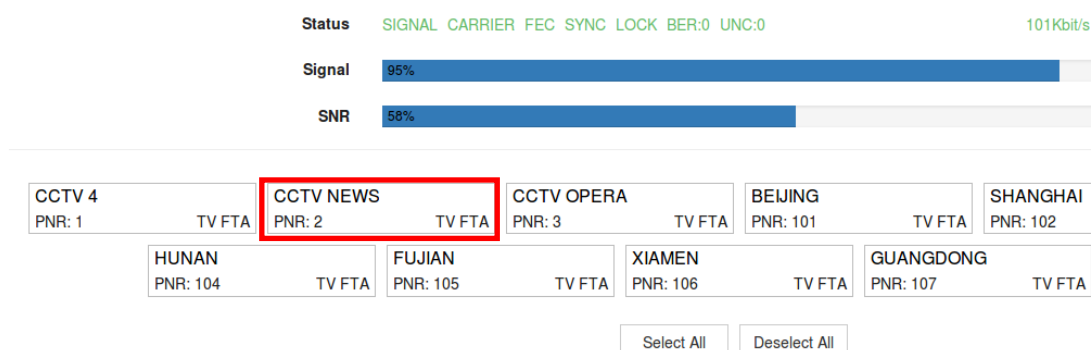 Status SIGNAL CARRIER FEC SYNC LOCK BER:0 UNC:0 101Kbit/s
Signal 95%
SNR 58%
CCTV 4 CCTV NEWS CCTV OPERA BEIJING SHANGHAI
PNR: 1 TV FTA PNR: 2 TV FTA PNR: 3 TV FTA PNR: 101 TV FTA PNR: 102
HUNAN FUJIAN XIAMEN GUANGDONG
PNR: 104 TV FTA PNR: 105 TV FTA PNR: 106 TV FTA PNR: 107 TV FTA
Select All Deselect All